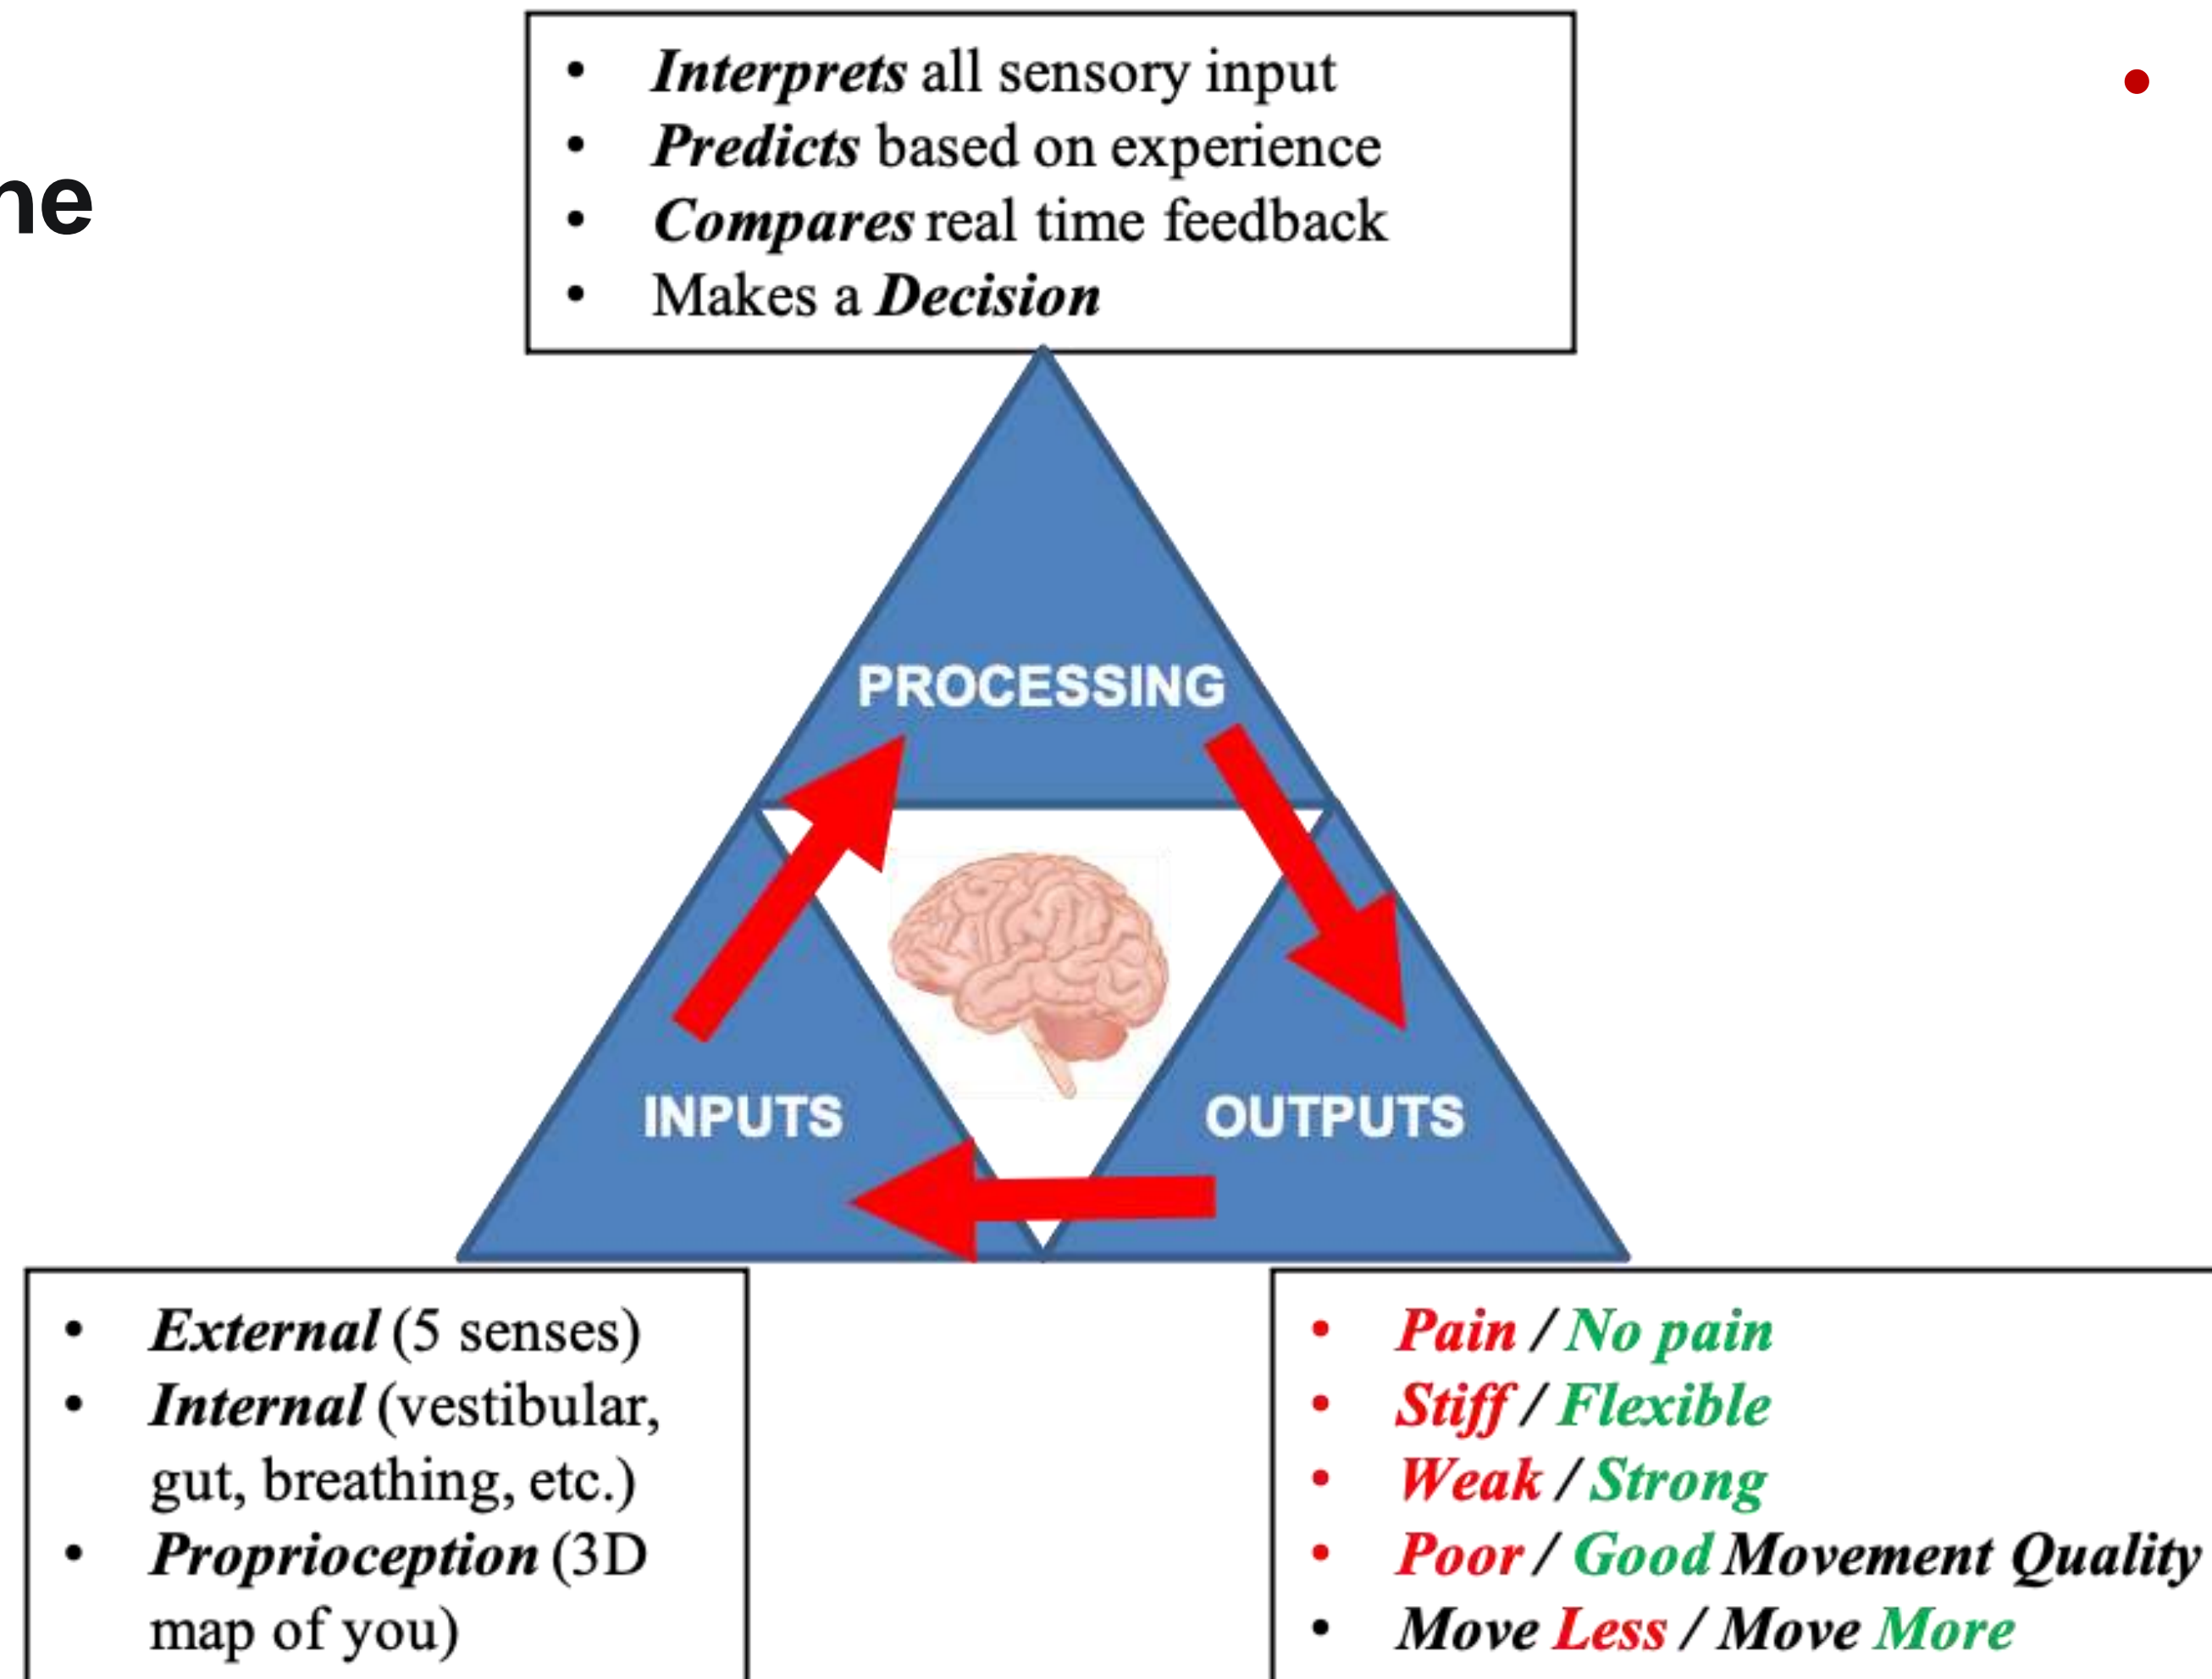 • Interprets all sensory input
• Predicts based on experience
• Compares real time feedback
• Makes a Decision
ne
PROCESSING
INPUTS
OUTPUTS
• External (5 senses)
• Internal (vestibular,
gut, breathing, etc.)
• Proprioception (3D
map of you)
• Pain / No pain
• Stiff / Flexible
• Weak / Strong
• Poor / Good Movement Quality
• Move Less / Move More